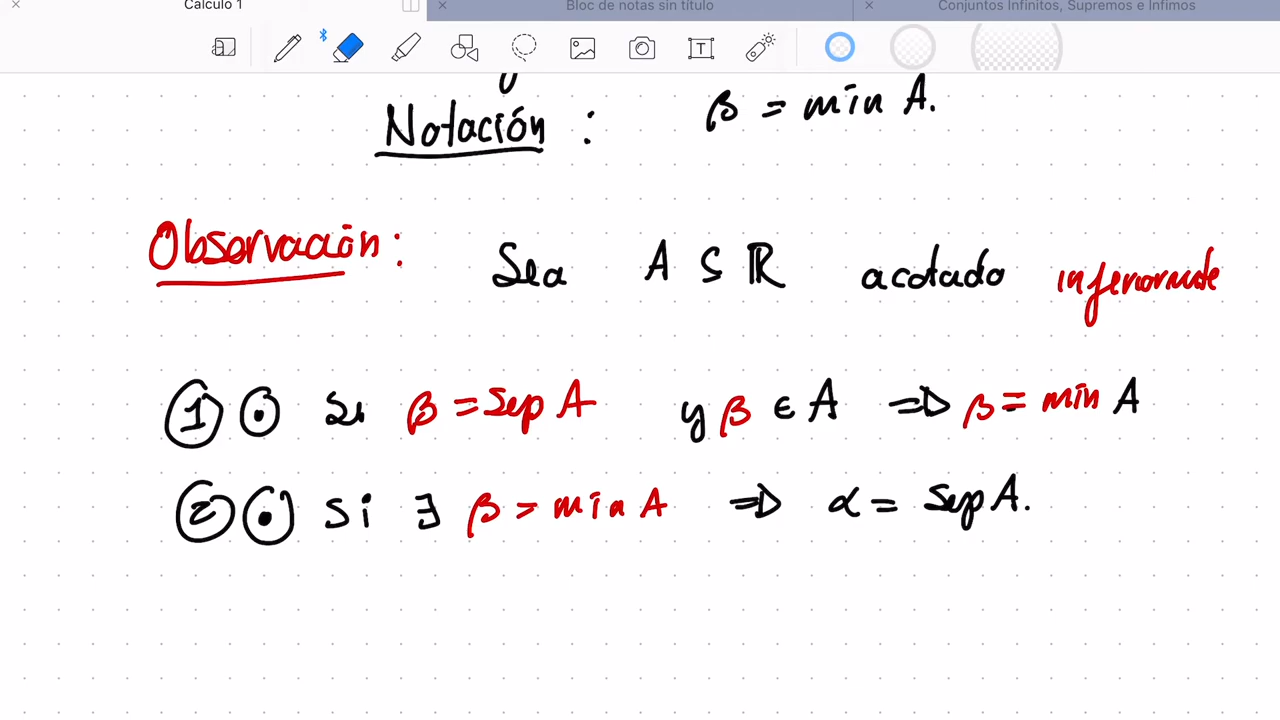 Calculo 1
Bloc de notas sin título
Conjuntos Infinitos, Supremos e Infimos
Notación : β = min A.
Observación: Sea A ⊆ ℝ acotado inferiormente
① ⊙ Si β = Sup A y β ∈ A ⇒ β = min A
② ⊙ Si ∃ β = min A ⇒ α = Sup A.